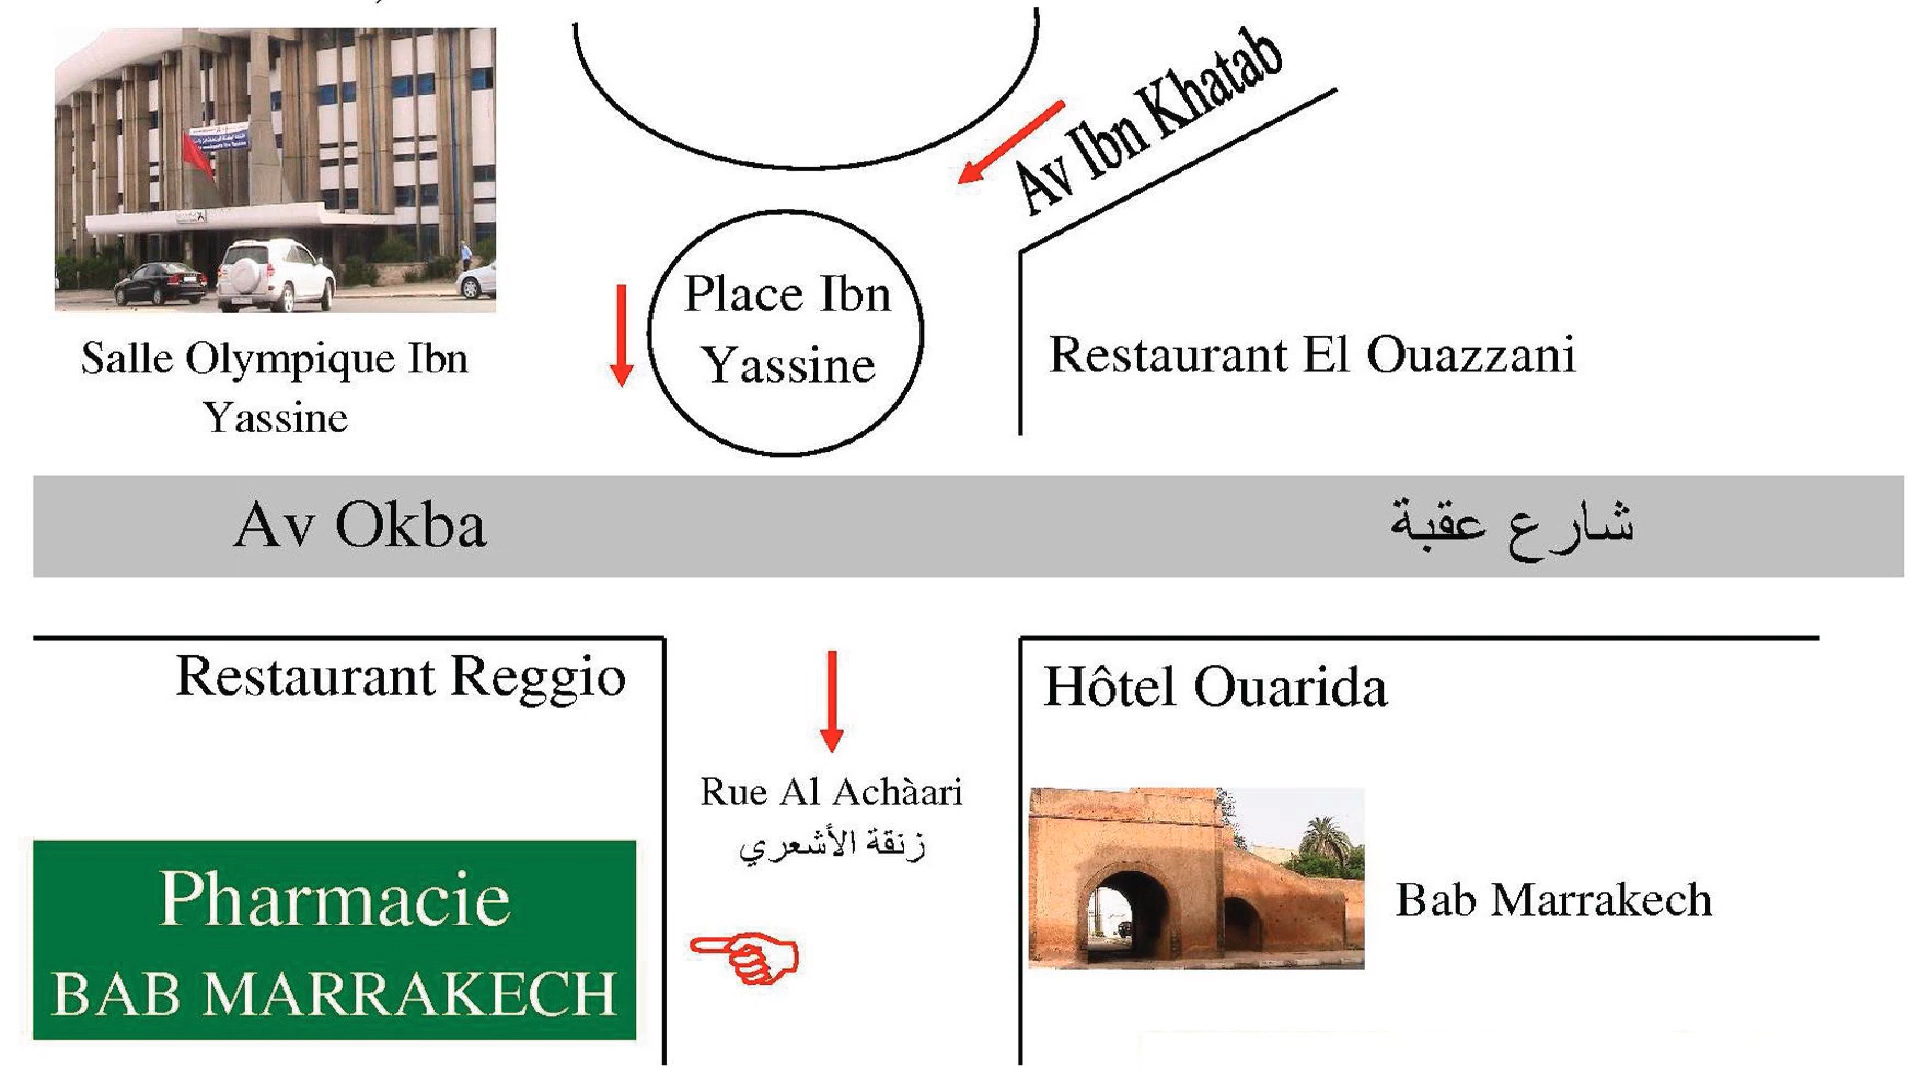 Av Ibn Khatab
Place Ibn
Yassine
Salle Olympique Ibn
Yassine
Restaurant El Ouazzani
Av Okba
شارع عقبة
Restaurant Reggio
Hôtel Ouarida
Rue Al Achàari
زنقة الأشعري
Pharmacie
BAB MARRAKECH
Bab Marrakech